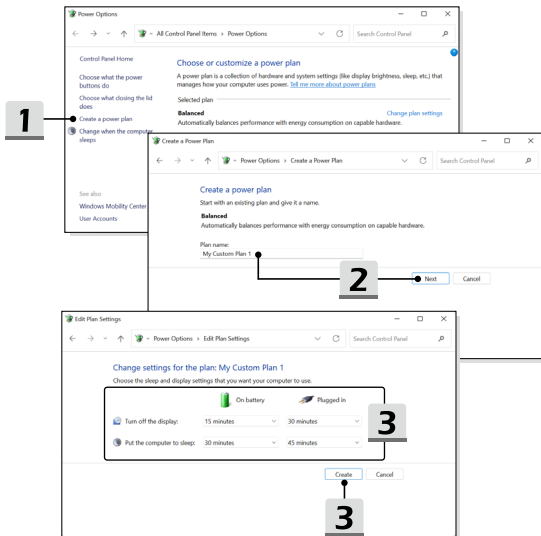 Power Options
All Control Panel Items › Power Options
Search Control Panel
Control Panel Home
Choose what the power
buttons do
Choose what closing the lid
does
Create a power plan
Change when the computer
sleeps
See also
Windows Mobility Center
User Accounts
Choose or customize a power plan
A power plan is a collection of hardware and system settings (like display brightness, sleep, etc.) that
manages how your computer uses power. Tell me more about power plans
Selected plan
Balanced
Change plan settings
Automatically balances performance with energy consumption on capable hardware.
1
Create a Power Plan
Power Options › Create a Power Plan
Search Control Panel
Create a power plan
Start with an existing plan and give it a name.
Balanced
Automatically balances performance with energy consumption on capable hardware.
Plan name:
My Custom Plan 1
2
Next Cancel
Edit Plan Settings
Power Options › Edit Plan Settings
Search Control Panel
Change settings for the plan: My Custom Plan 1
Choose the sleep and display settings that you want your computer to use.
On battery Plugged in
Turn off the display: 15 minutes 30 minutes
Put the computer to sleep: 30 minutes 45 minutes
3
Create Cancel
3